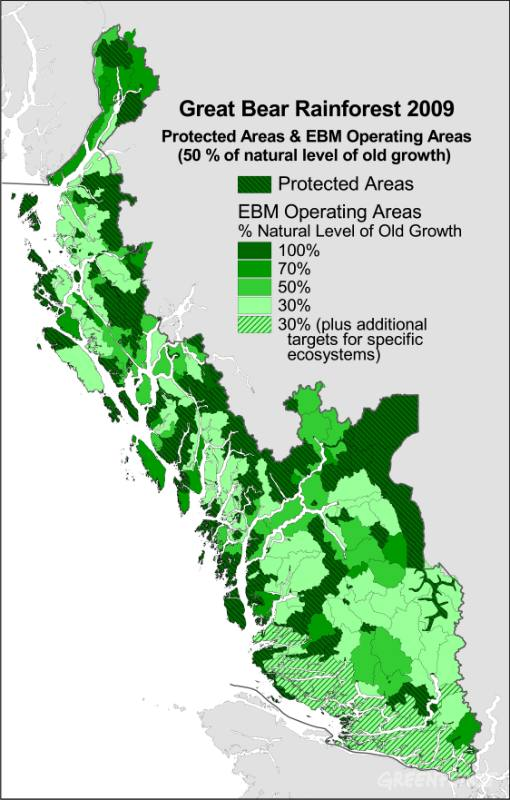 Great Bear Rainforest 2009
Protected Areas & EBM Operating Areas
(50 % of natural level of old growth)
Protected Areas
EBM Operating Areas
% Natural Level of Old Growth
100%
70%
50%
30%
30% (plus additional
targets for specific
ecosystems)